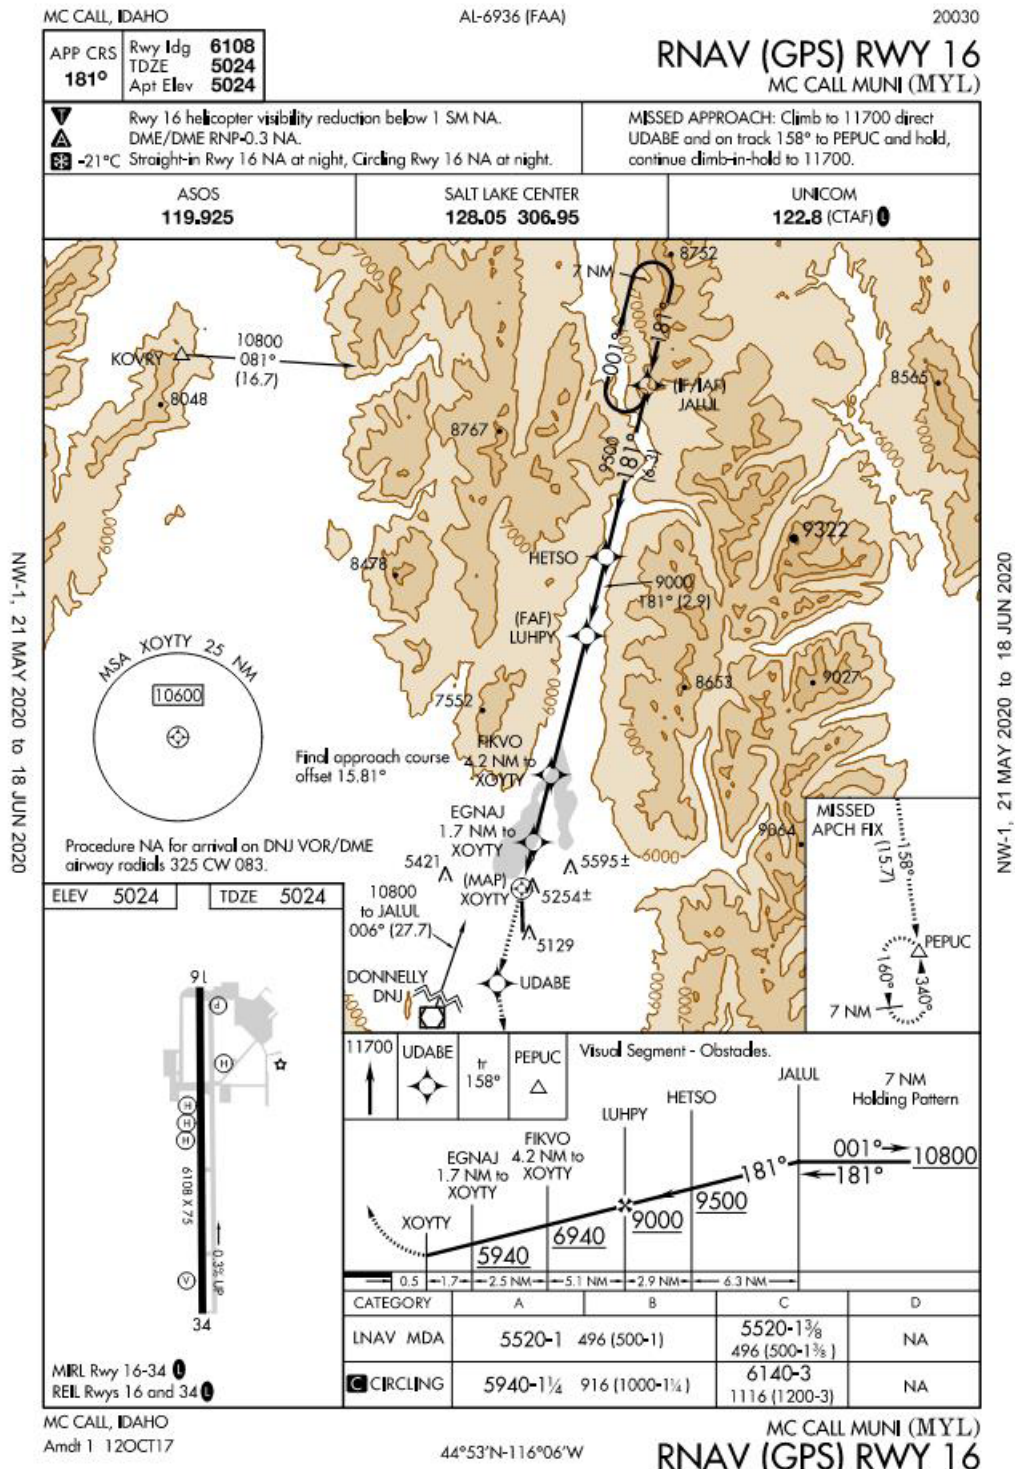 MC CALL, IDAHO
AL-6936 (FAA)
20030
APP CRS
181°
Rwy ldg 6108
TDZE 5024
Apt Elev 5024
RNAV (GPS) RWY 16
MC CALL MUNI (MYL)
T
A
Rwy 16 helicopter visibility reduction below 1 SM NA.
DME/DME RNP-0.3 NA.
-21°C Straight-in Rwy 16 NA at night, Circling Rwy 16 NA at night.
MISSED APPROACH: Climb to 11700 direct
UDABE and on track 158° to PEPUC and hold,
continue climb-in-hold to 11700.
ASOS
119.925
SALT LAKE CENTER
128.05 306.95
UNICOM
122.8 (CTAF) L
7000
7 NM
8752
7000
6000
001°
181°
KOVRY
10800
081°
(16.7)
8048
(IF/IAF)
JALUL
8565
8767
9500
181°
(6.3)
6000
6000
7000
9322
HETSO
8478
9000
181° (2.9)
(FAF)
LUHPY
MSA XOYTY 25 NM
10600
8653
9027
7552
6000
7000
Final approach course
offset 15.81°
FIKVO
4.2 NM to
XOYTY
EGNAJ
1.7 NM to
XOYTY
9064
6000
MISSED
APCH FIX
158°
(15.7)
PEPUC
160°
340°
7 NM
Procedure NA for arrival on DNJ VOR/DME
airway radials 325 CW 083.
5421
(MAP)
XOYTY
5595±
5254±
5129
10800
to JALUL
006° (27.7)
DONNELLY
DNJ
6000
UDABE
ELEV 5024
TDZE 5024
16
P
H
H
H
H
6108 X 75
0.3% UP
V
34
MIRL Rwy 16-34 L
REIL Rwys 16 and 34 L
11700
UDABE
tr
158°
PEPUC
Visual Segment - Obstacles.
JALUL
7 NM
Holding Pattern
HETSO
LUHPY
FIKVO
4.2 NM to
XOYTY
EGNAJ
1.7 NM to
XOYTY
XOYTY
001°
181°
10800
181°
9500
9000
6940
5940
0.5 1.7 2.5 NM 5.1 NM 2.9 NM 6.3 NM
CATEGORY A B C D
LNAV MDA 5520-1 496 (500-1) 5520-1⅜ 496 (500-1⅜) NA
C CIRCLING 5940-1¼ 916 (1000-1¼) 6140-3 1116 (1200-3) NA
MC CALL, IDAHO
Amdt 1 12OCT17
44°53'N-116°06'W
MC CALL MUNI (MYL)
RNAV (GPS) RWY 16
NW-1, 21 MAY 2020 to 18 JUN 2020
NW-1, 21 MAY 2020 to 18 JUN 2020